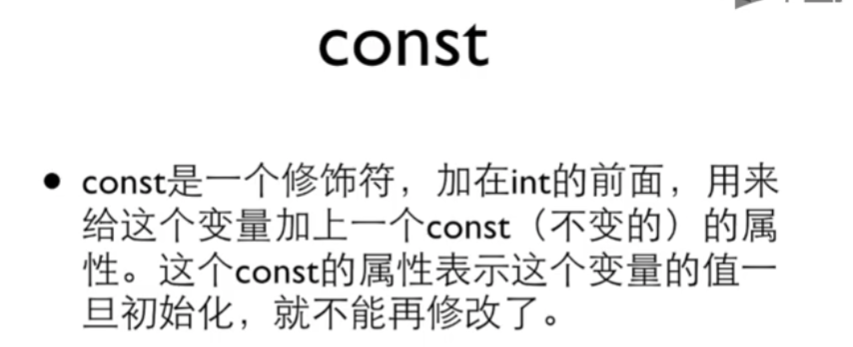 const
• const是一个修饰符，加在int的前面，用来
给这个变量加上一个const（不变的）的属
性。这个const的属性表示这个变量的值一
旦初始化，就不能再修改了。